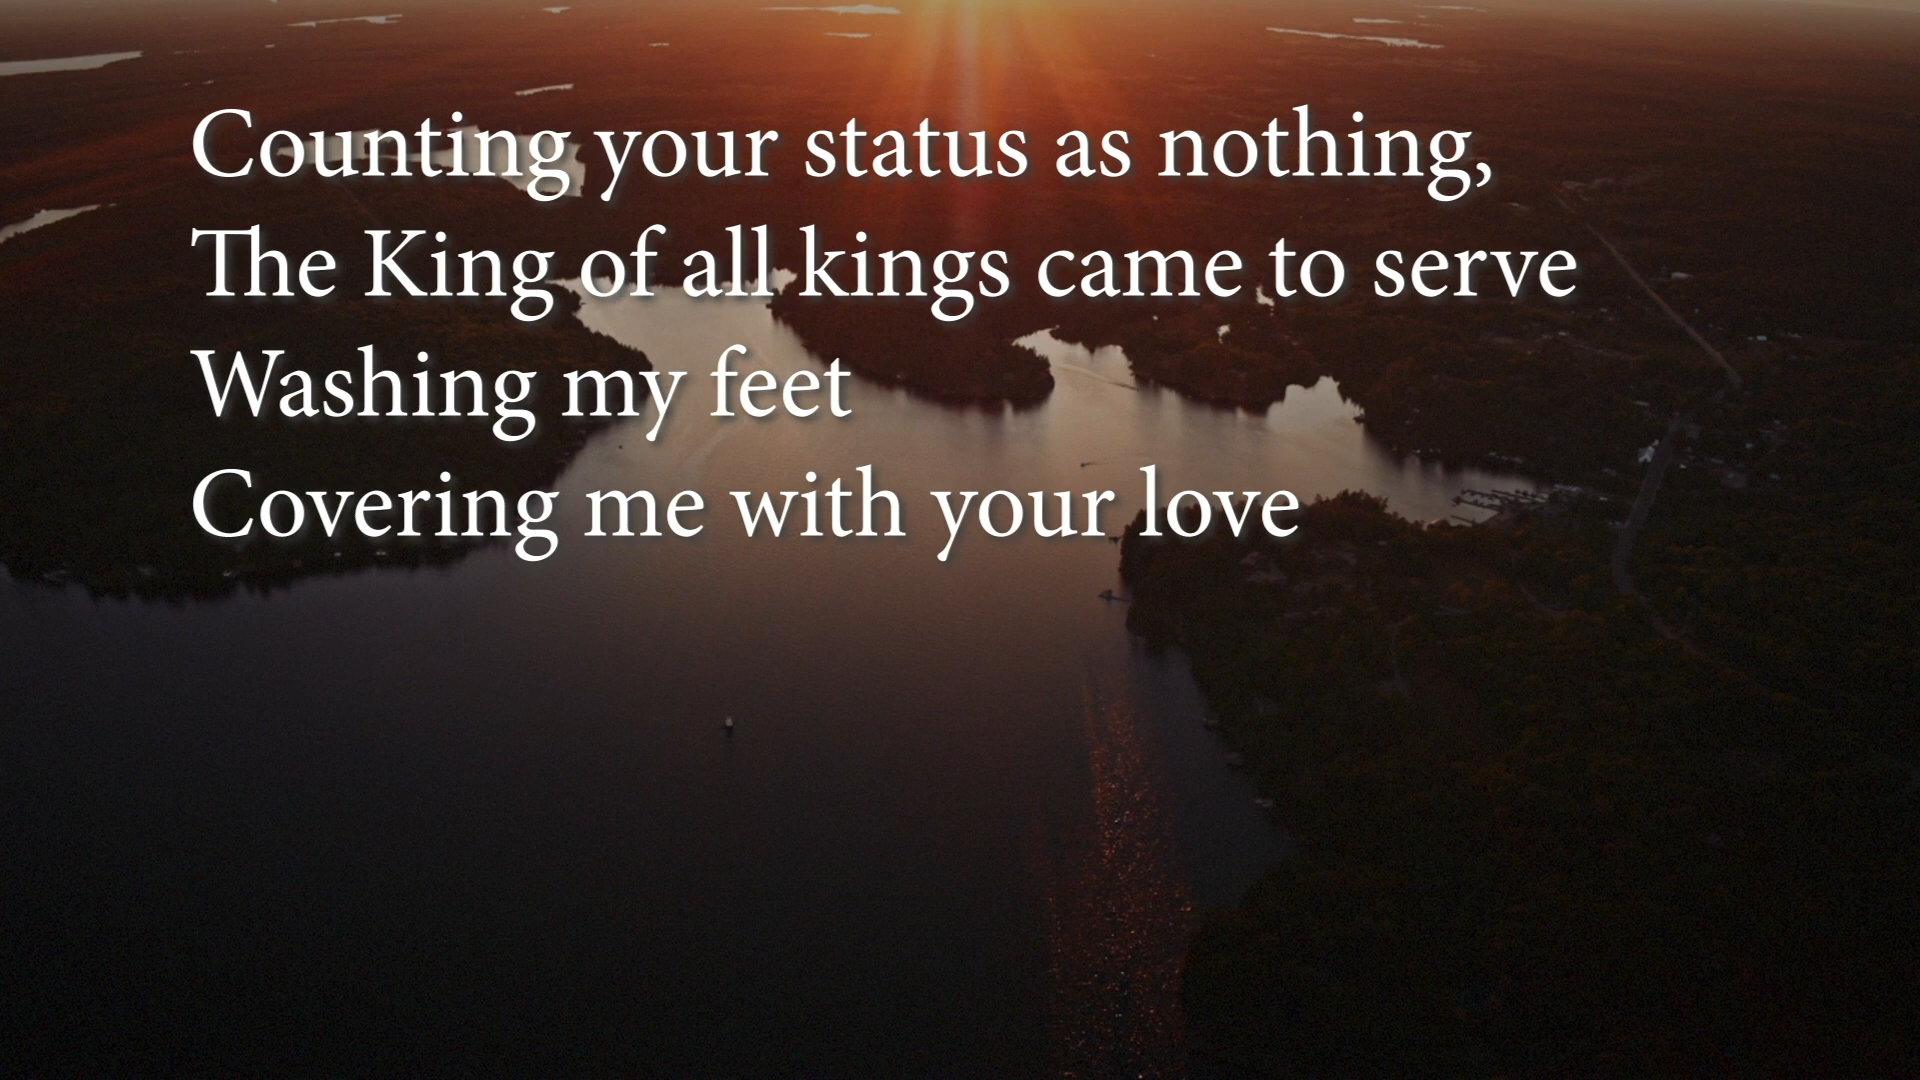 Counting your status as nothing,
The King of all kings came to serve
Washing my feet
Covering me with your love